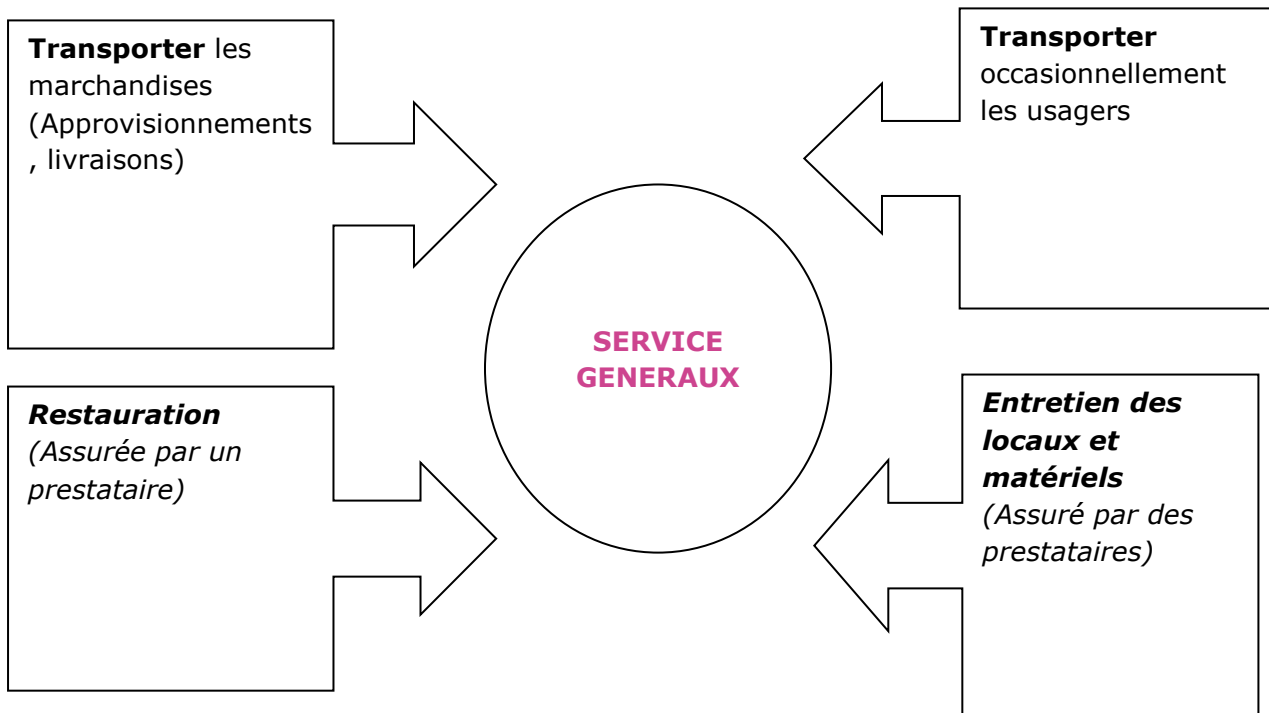 Transporter les
marchandises
(Approvisionnements
, livraisons)
Transporter
occasionnellement
les usagers
SERVICE
GENERAUX
Restauration
(Assurée par un
prestataire)
Entretien des
locaux et
matériels
(Assuré par des
prestataires)